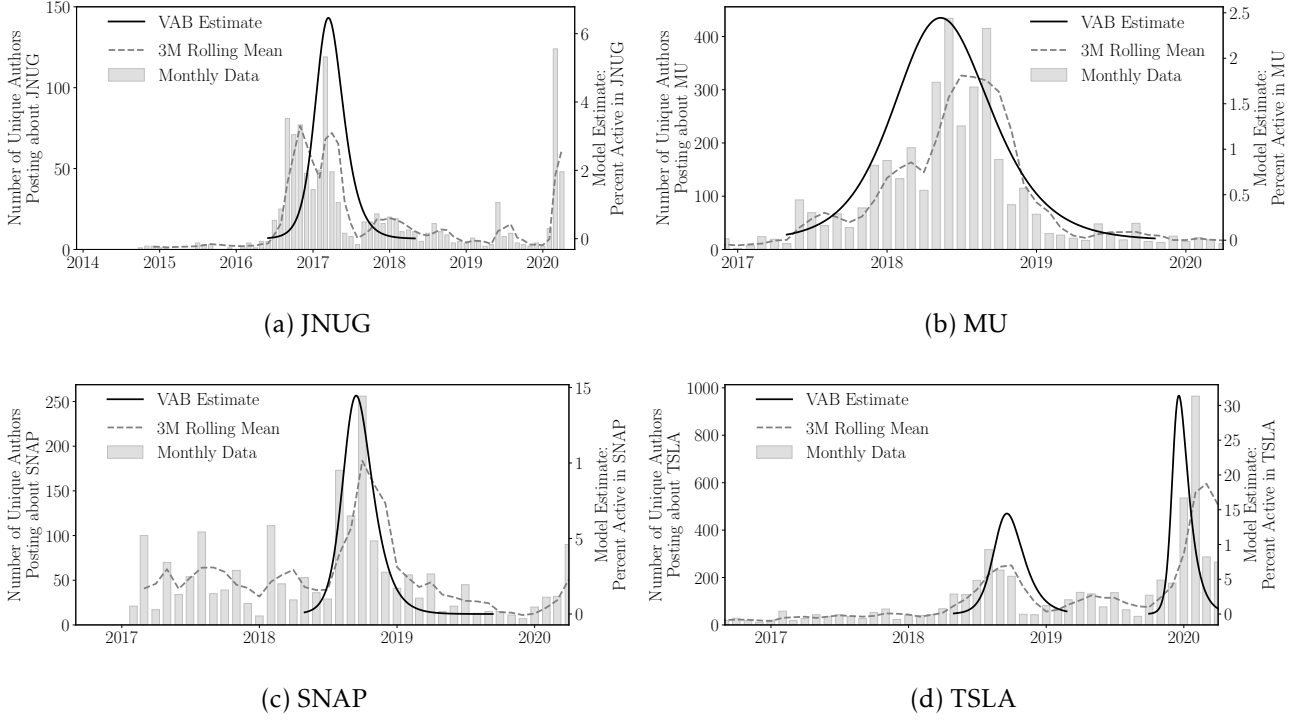 VAB Estimate
3M Rolling Mean
Monthly Data
Number of Unique Authors
Posting about JNUG
150
100
50
0
Model Estimate:
Percent Active in JNUG
6
4
2
0
2014 2015 2016 2017 2018 2019 2020
(a) JNUG
VAB Estimate
3M Rolling Mean
Monthly Data
Number of Unique Authors
Posting about MU
400
300
200
100
0
Model Estimate:
Percent Active in MU
2.5
2
1.5
1
0.5
0
2017 2018 2019 2020
(b) MU
VAB Estimate
3M Rolling Mean
Monthly Data
Number of Unique Authors
Posting about SNAP
250
200
150
100
50
0
Model Estimate:
Percent Active in SNAP
15
1
5
0
2017 2018 2019 2020
(c) SNAP
VAB Estimate
3M Rolling Mean
Monthly Data
Number of Unique Authors
Posting about TSLA
1000
800
600
400
200
0
Model Estimate:
Percent Active in TSLA
30
25
20
15
1
5
0
2017 2018 2019 2020
(d) TSLA